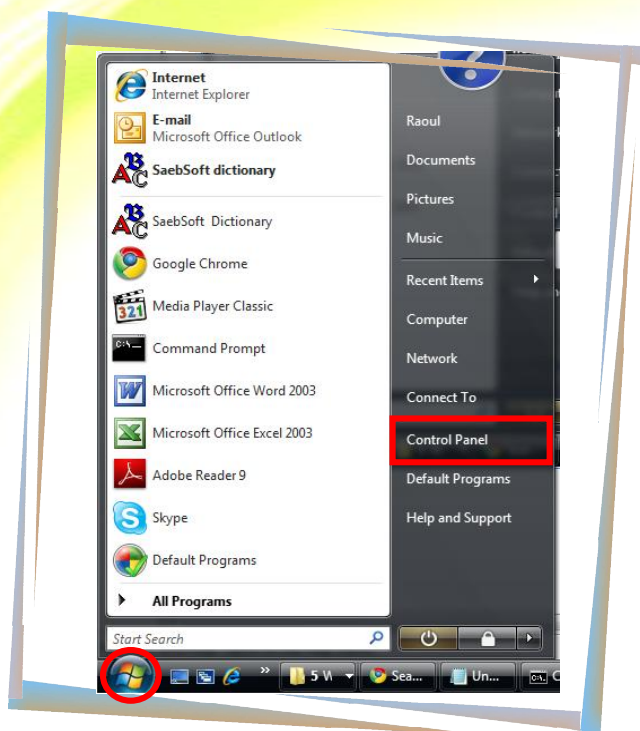 Internet
Internet Explorer
E-mail
Microsoft Office Outlook
SaebSoft dictionary
SaebSoft Dictionary
Google Chrome
Media Player Classic
321
C:\
Command Prompt
Microsoft Office Word 2003
Microsoft Office Excel 2003
Adobe Reader 9
Skype
Default Programs
All Programs
Start Search
Raoul
Documents
Pictures
Music
Recent Items
Computer
Network
Connect To
Control Panel
Default Programs
Help and Support
» 5 Sea... Un...